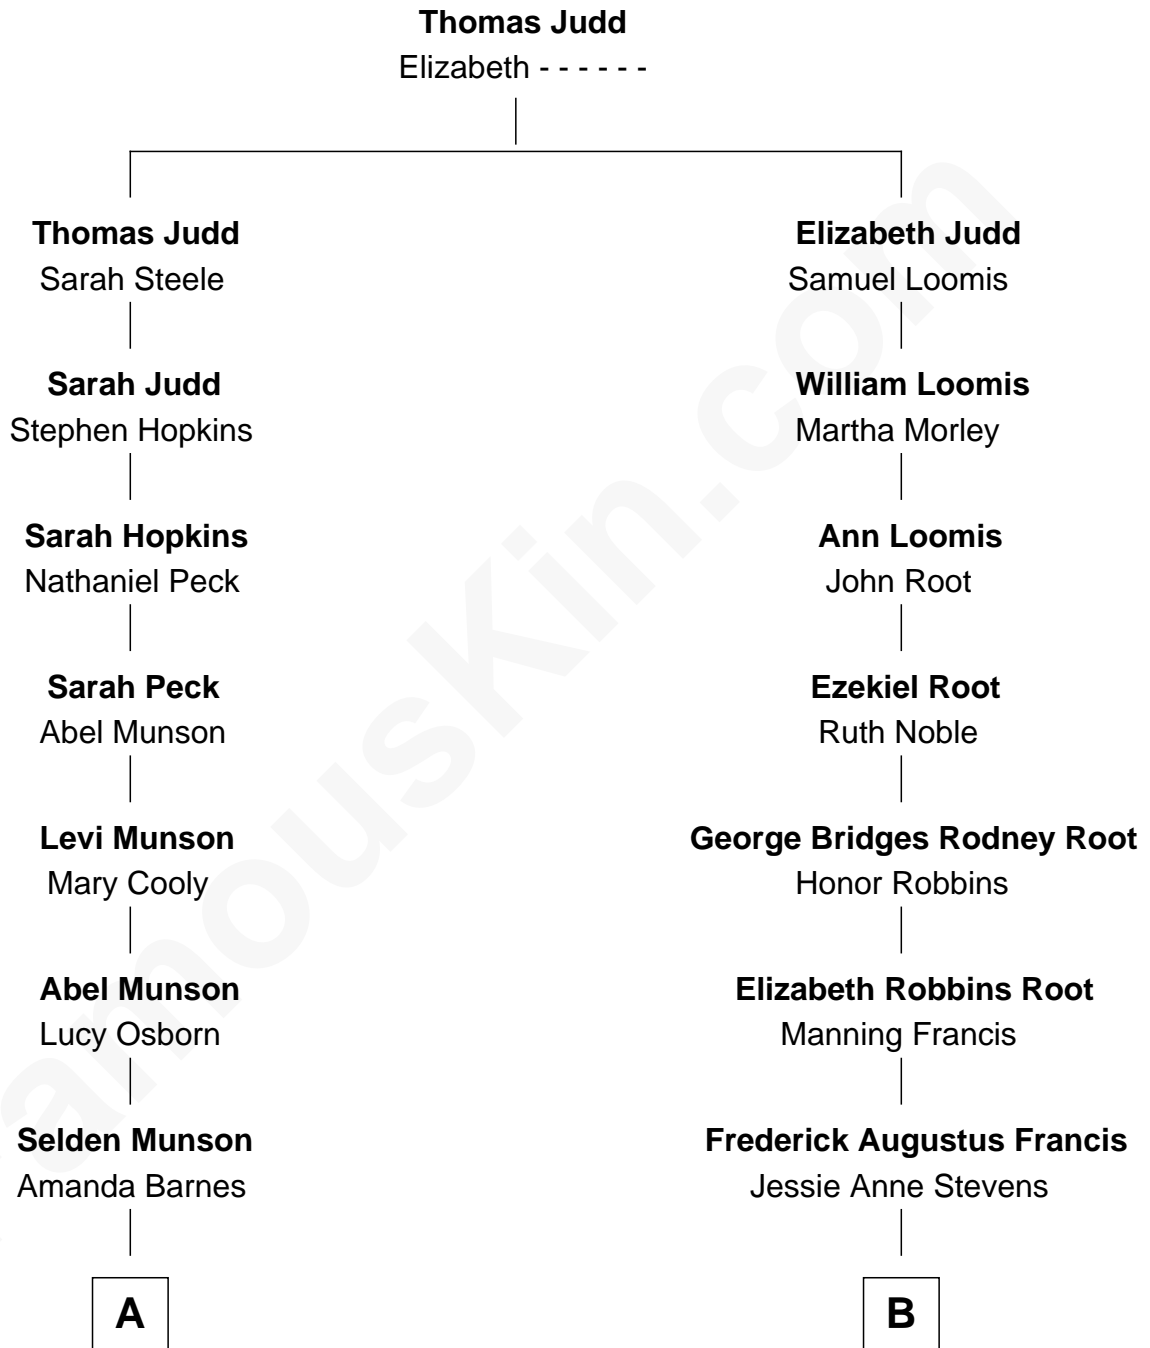 Thomas Judd
Elizabeth - - - - - -
Thomas Judd
Sarah Steele
Elizabeth Judd
Samuel Loomis
Sarah Judd
Stephen Hopkins
William Loomis
Martha Morley
Sarah Hopkins
Nathaniel Peck
Ann Loomis
John Root
Sarah Peck
Abel Munson
Ezekiel Root
Ruth Noble
Levi Munson
Mary Cooly
George Bridges Rodney Root
Honor Robbins
Abel Munson
Lucy Osborn
Elizabeth Robbins Root
Manning Francis
Selden Munson
Amanda Barnes
Frederick Augustus Francis
Jessie Anne Stevens
A
B
amouskin.com